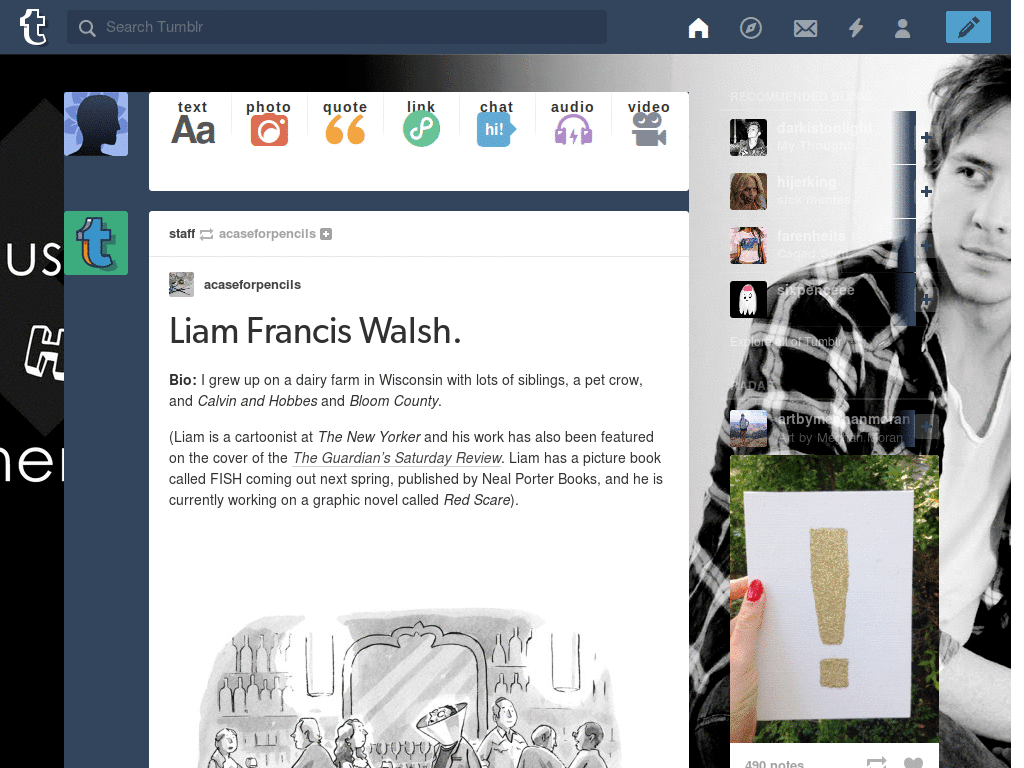 Search Tumblr
text photo quote link chat audio video
Aa
hi!
US
H
staff acaseforpencils
acaseforpencils
Liam Francis Walsh.
Bio: I grew up on a dairy farm in Wisconsin with lots of siblings, a pet crow,
and Calvin and Hobbes and Bloom County.
(Liam is a cartoonist at The New Yorker and his work has also been featured
on the cover of the The Guardian’s Saturday Review. Liam has a picture book
called FISH coming out next spring, published by Neal Porter Books, and he is
currently working on a graphic novel called Red Scare).
RECOMMENDED BLOGS
darkistoolight
My Thoughts
hijerking
sick memes
farenheits
sixpenceee
Explore all of Tumblr
RADAR
artbymeghanmoran
Art by Meghan Moran
!
490 notes